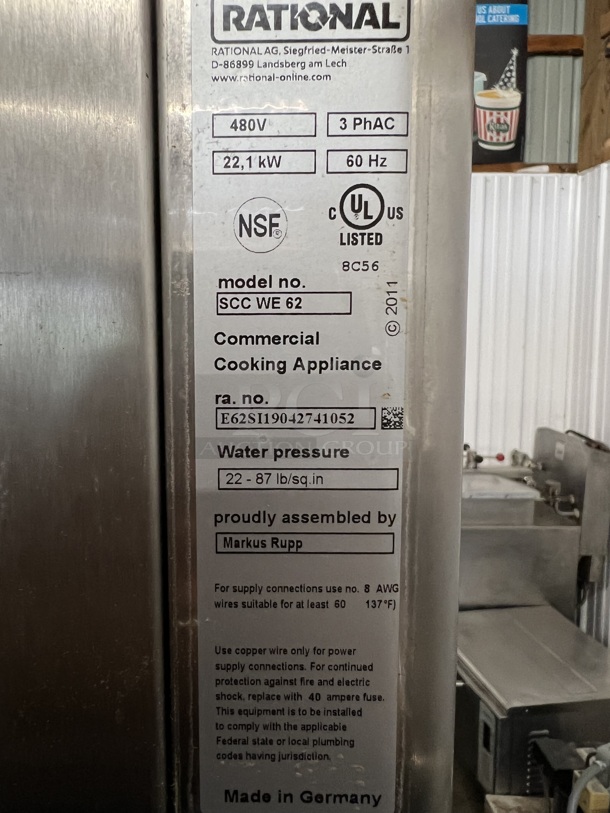 RATIONAL
RATIONAL AG, Siegfried-Meister-Straße 1
D-86899 Landsberg am Lech
www.rational-online.com
480V
3 PhAC
22,1 kW
60 Hz
NSF
C UL US
LISTED
8C56
model no.
SCC WE 62
© 2011
Commercial
Cooking Appliance
ra. no.
E62SI19042741052
AUCTION GROUP
Water pressure
22 - 87 lb/sq.in
proudly assembled by
Markus Rupp
For supply connections use no. 8 AWG
wires suitable for at least 60 137°F)
Use copper wire only for power
supply connections. For continued
protection against fire and electric
shock, replace with 40 ampere fuse.
This equipment is to be installed
to comply with the applicable
Federal state or local plumbing
codes having jurisdiction.
Made in Germany
US ABOUT
CATERING